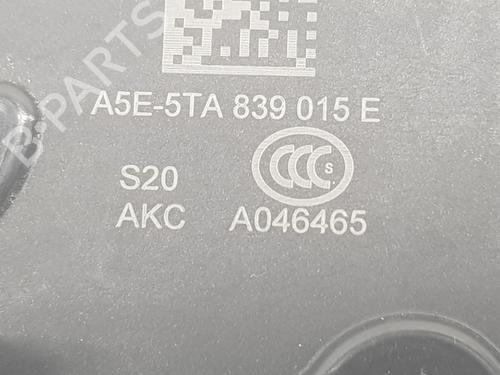 B-PARTS
A5E-5TA 839 015 E
S20
CCC S
AKC A046465